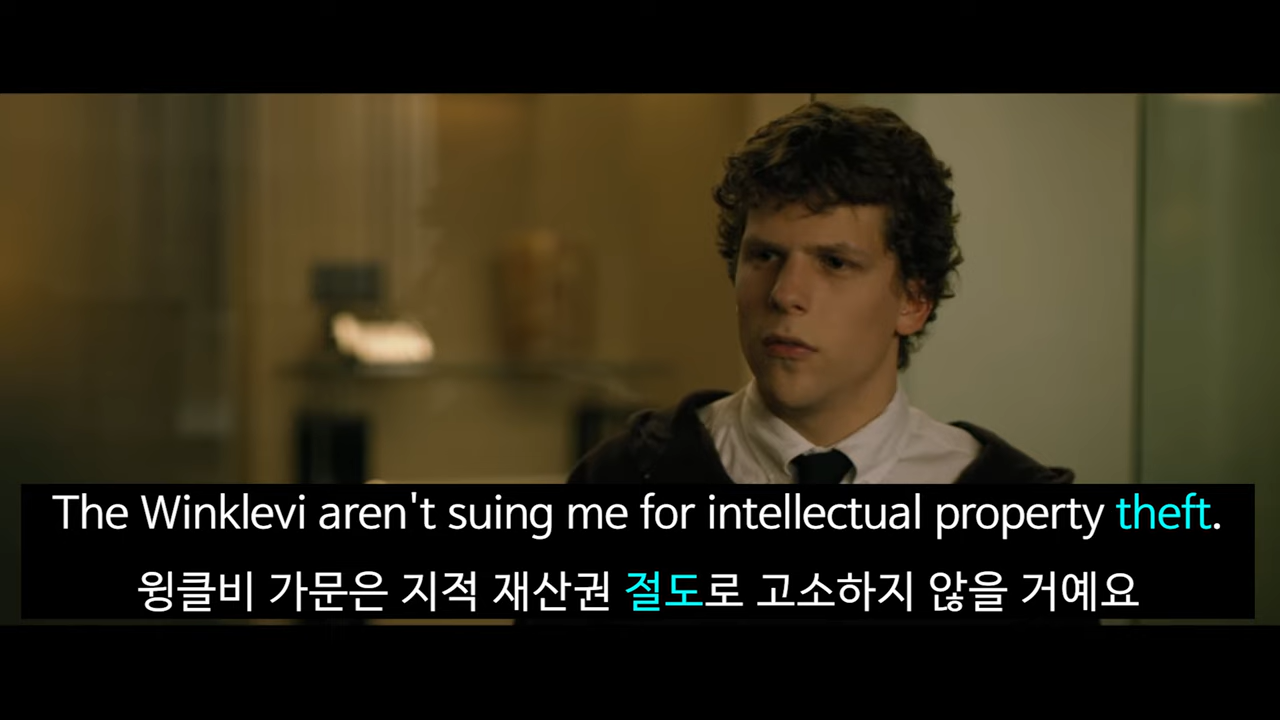 The Winklevi aren't suing me for intellectual property theft.
윙클비 가문은 지적 재산권 절도로 고소하지 않을 거예요